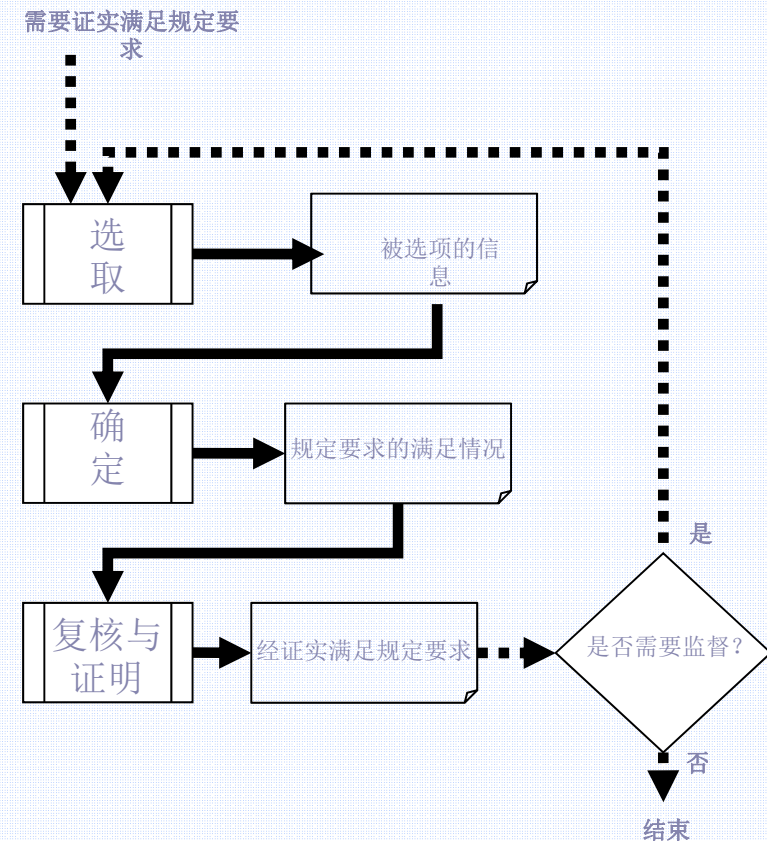 需要证实满足规定要
求
选
取
被选项的信
息
确
定
规定要求的满足情况
是
复核与
证明
经证实满足规定要求
是否需要监督？
否
结束